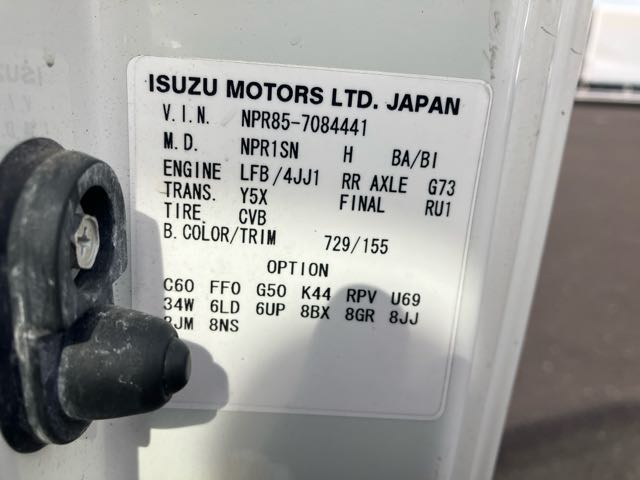 ISUZU MOTORS LTD. JAPAN
V.I.N. NPR85-7084441
M.D. NPR1SN H BA/BI
ENGINE LFB/4JJ1 RR AXLE G73
TRANS. Y5X FINAL RU1
TIRE CVB
B.COLOR/TRIM 729/155
OPTION
C60 FF0 G50 K44 RPV U69
34W 6LD 6UP 8BX 8GR 8JJ
8JM 8NS